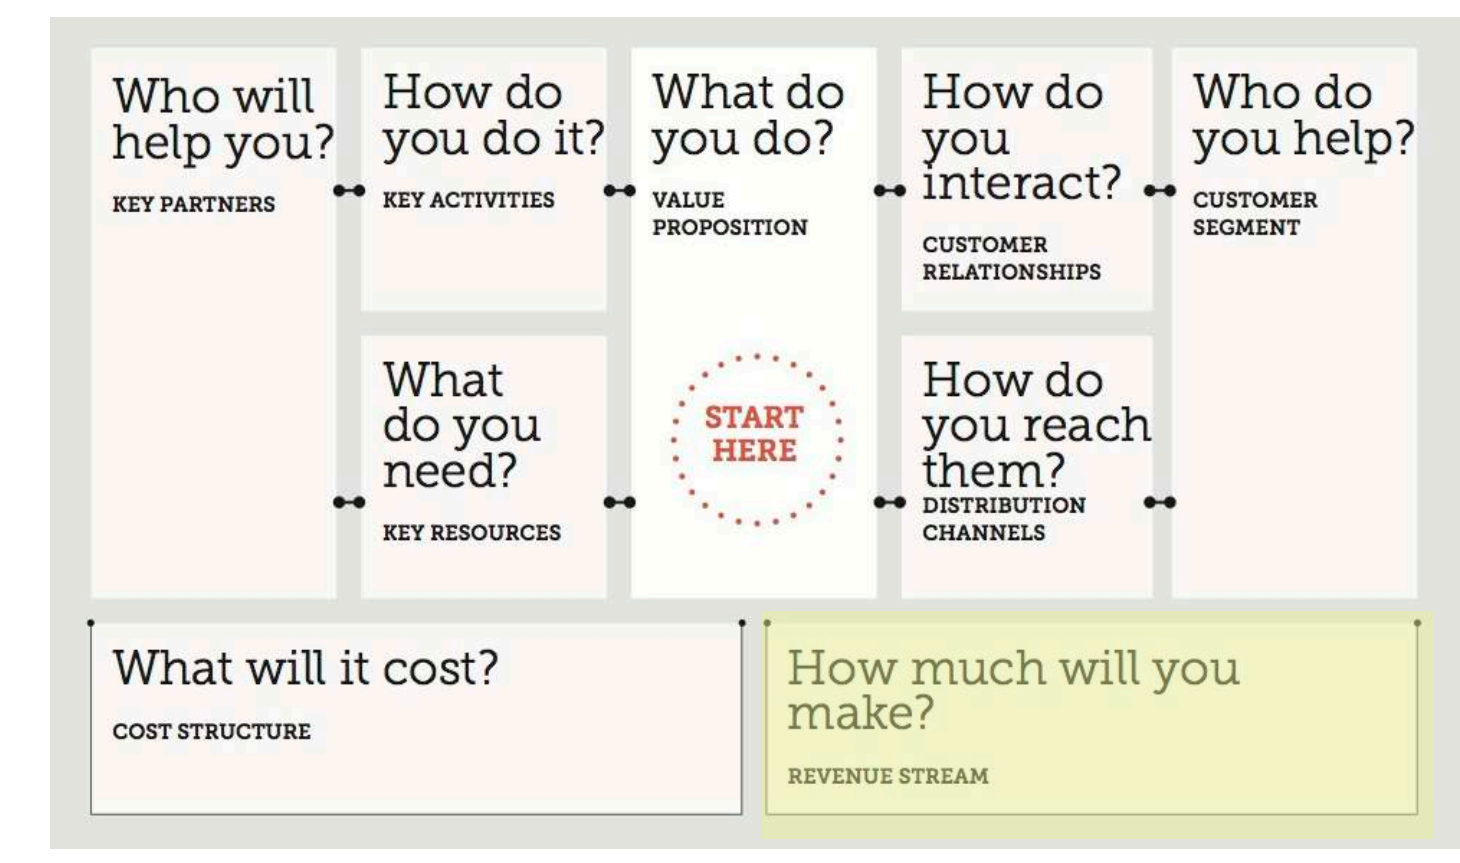 Who will
help you?
KEY PARTNERS
How do
you do it?
KEY ACTIVITIES
What
do you
need?
KEY RESOURCES
What do
you do?
VALUE
PROPOSITION
START
HERE
How do
you
interact?
CUSTOMER
RELATIONSHIPS
How do
you reach
them?
DISTRIBUTION
CHANNELS
Who do
you help?
CUSTOMER
SEGMENT
What will it cost?
COST STRUCTURE
How much will you
make?
REVENUE STREAM